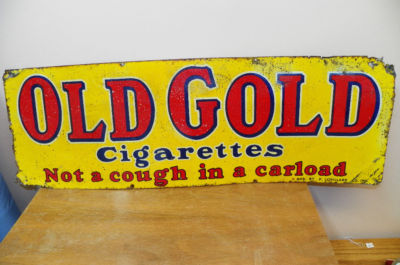 OLD GOLD
Cigarettes
Not a cough in a carload